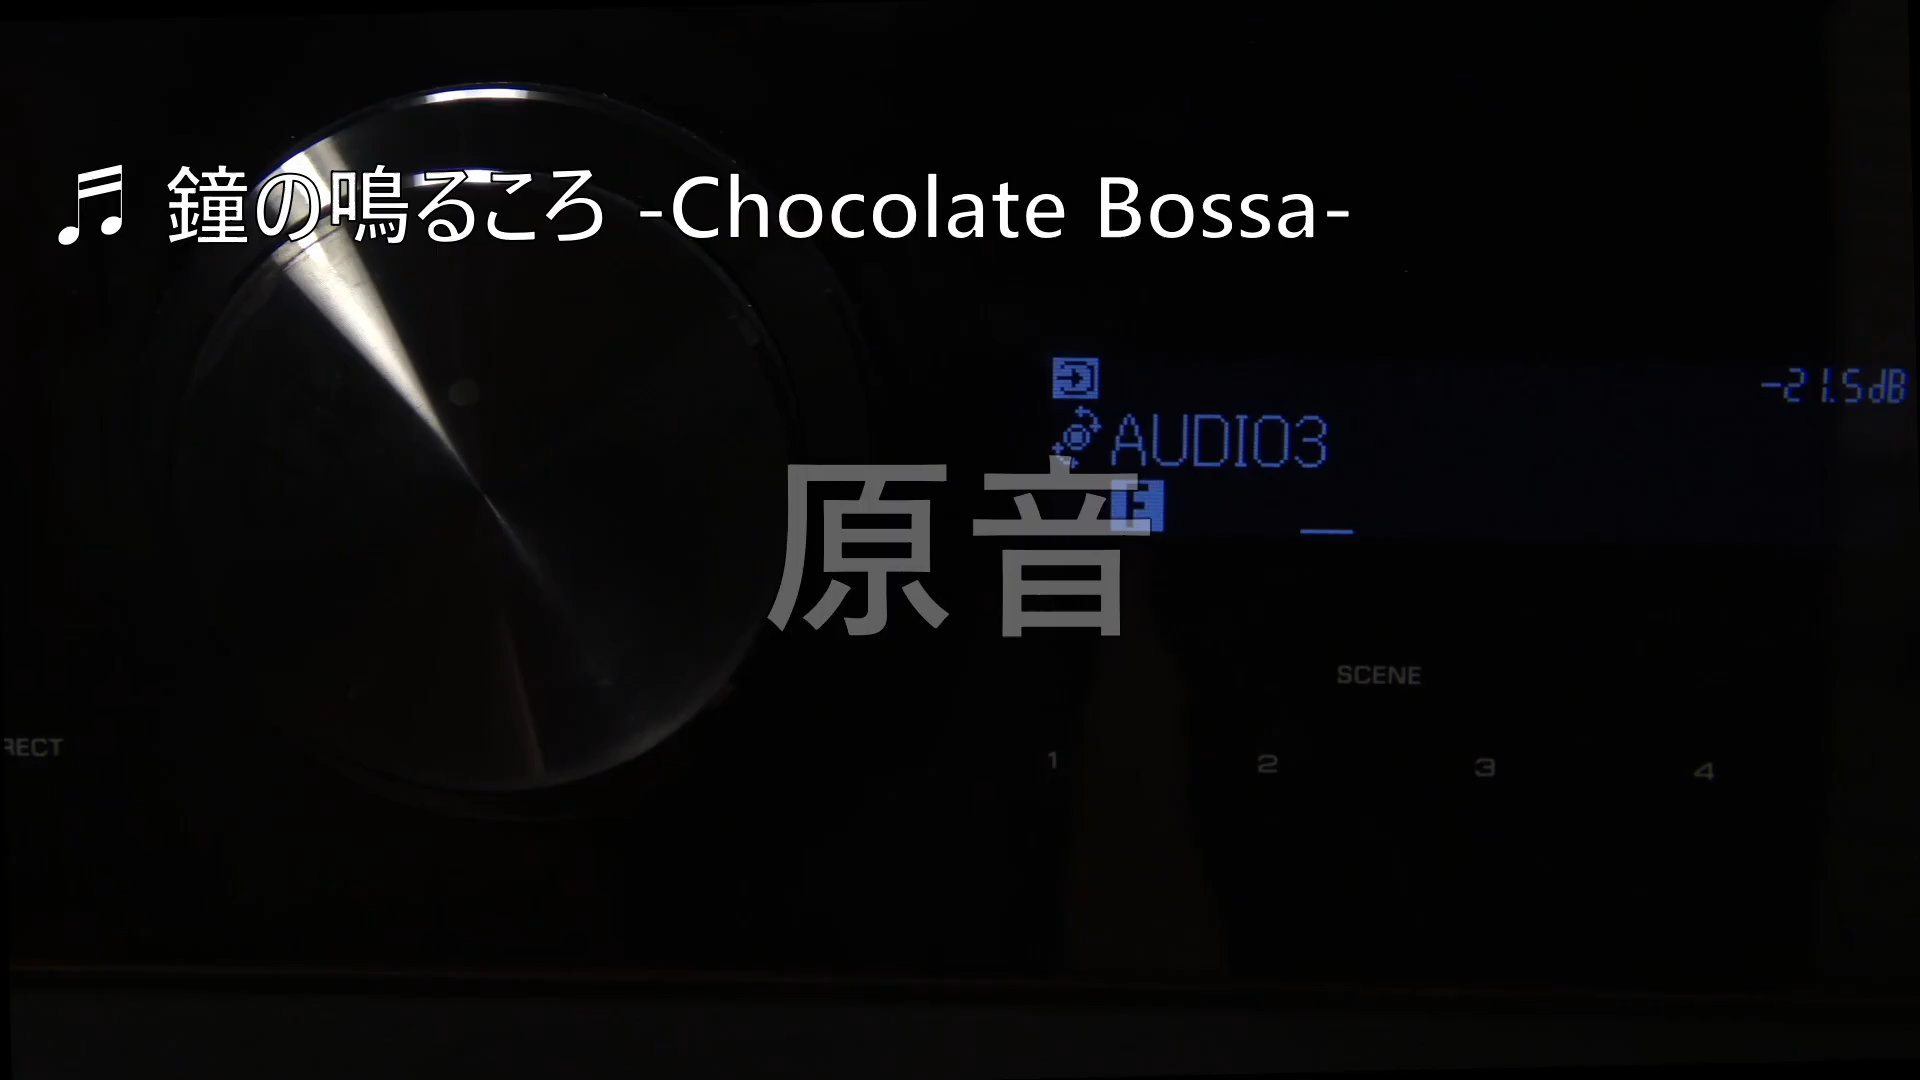 ♬ 鐘の鳴るころ -Chocolate Bossa-
-21.5dB
AUDIO3
原音
F
SCENE
RECT
1 2 3 4